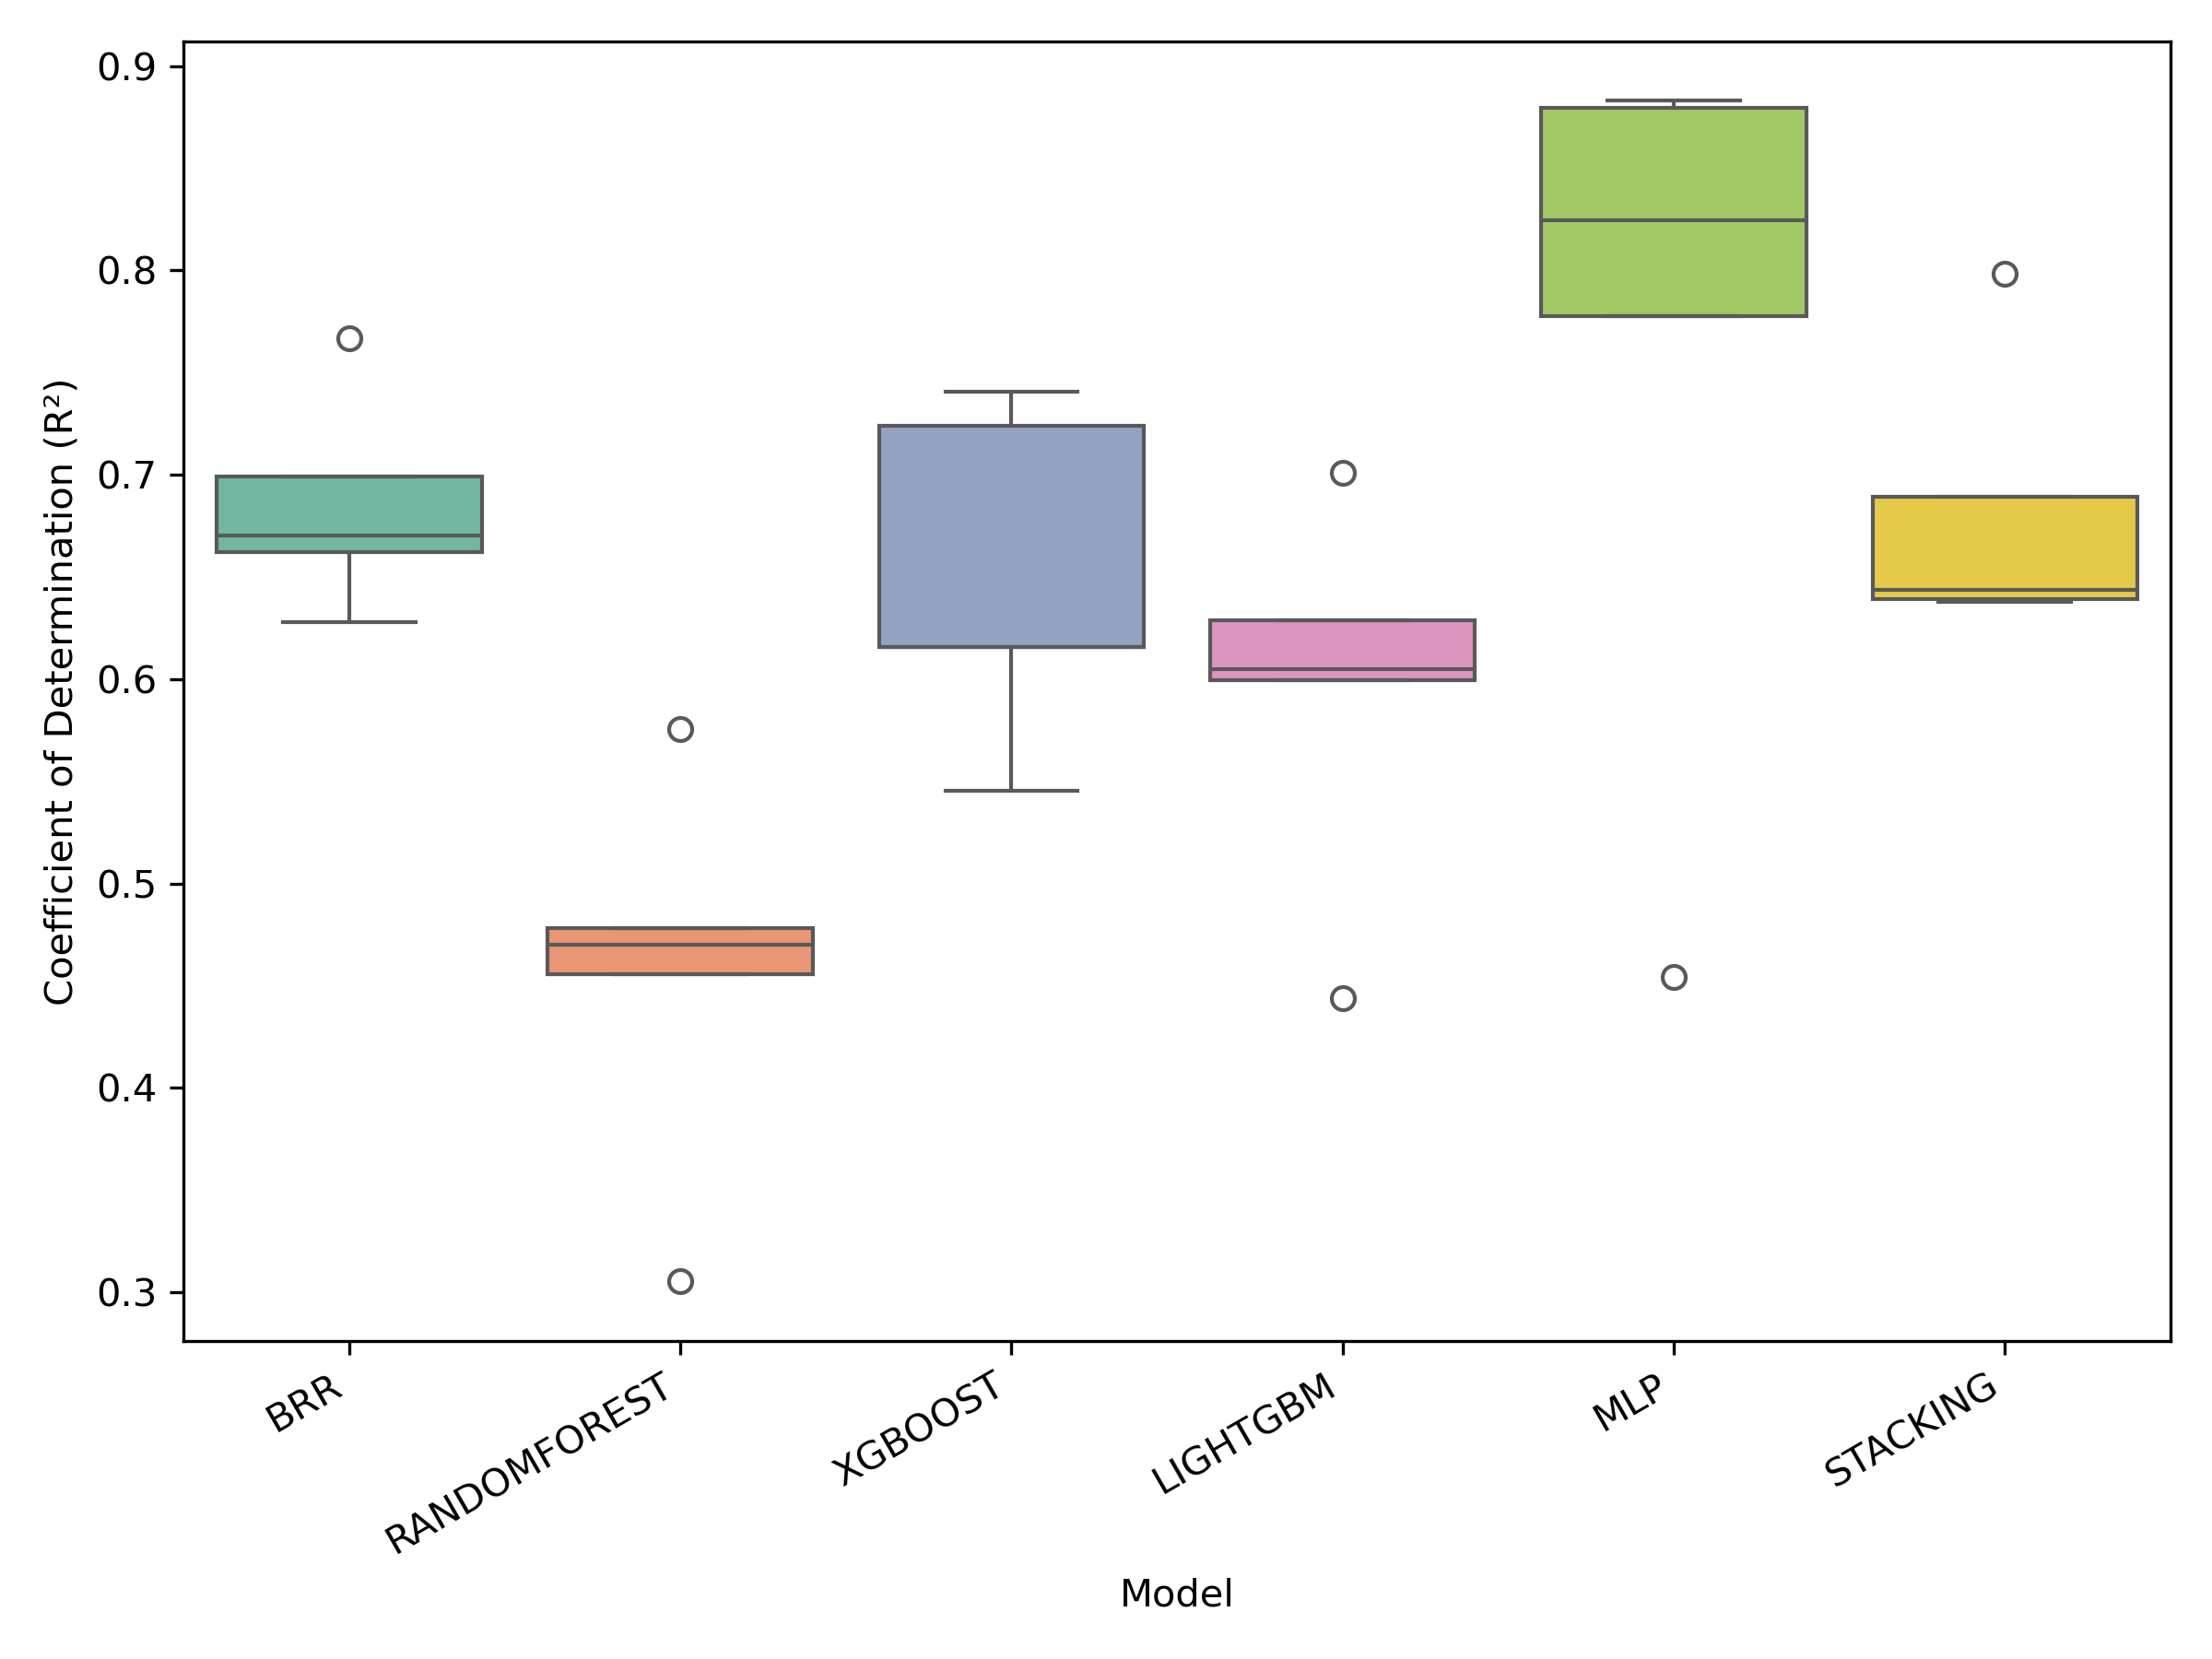 Coefficient of Determination (R²)
0.9
0.8
0.7
0.6
0.5
0.4
0.3
BRR
RANDOMFOREST
XGBOOST
LIGHTGBM
MLP
STACKING
Model